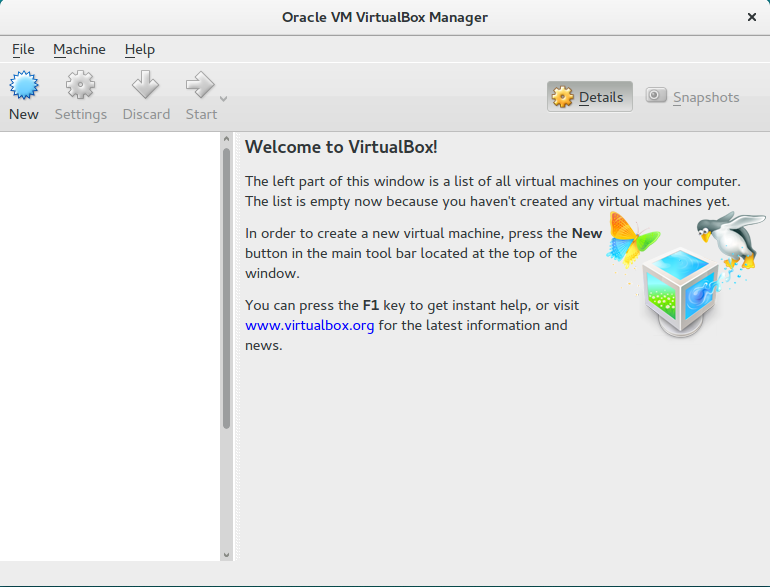 Oracle VM VirtualBox Manager
File Machine Help
New Settings Discard Start Details Snapshots
Welcome to VirtualBox!
The left part of this window is a list of all virtual machines on your computer.
The list is empty now because you haven't created any virtual machines yet.
In order to create a new virtual machine, press the New
button in the main tool bar located at the top of the
window.
You can press the F1 key to get instant help, or visit
www.virtualbox.org for the latest information and
news.